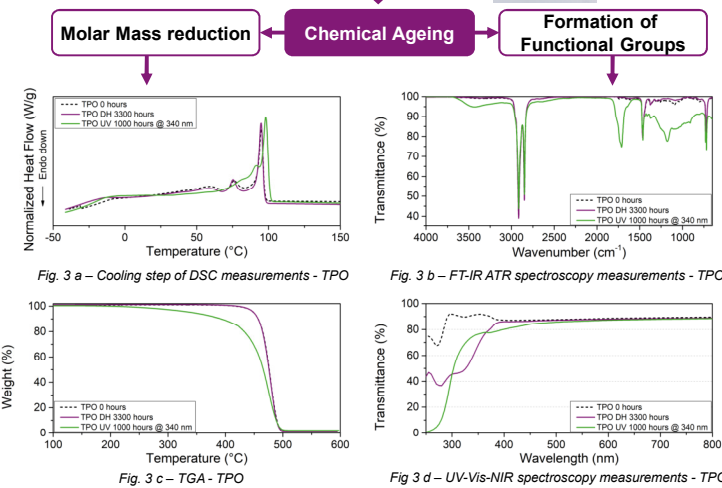 Molar Mass reduction
Chemical Ageing
Formation of
Functional Groups
Normalized Heat Flow (W/g)
Endo down
TPO 0 hours
TPO DH 3300 hours
TPO UV 1000 hours @ 340 nm
-50 0 50 100 150
Temperature (°C)
Fig. 3 a – Cooling step of DSC measurements - TPO
Transmittance (%)
100
90
80
70
60
50
40
TPO 0 hours
TPO DH 3300 hours
TPO UV 1000 hours @ 340 nm
4000 3500 3000 2500 2000 1500 1000
Wavenumber (cm⁻¹)
Fig. 3 b – FT-IR ATR spectroscopy measurements - TPO
Weight (%)
100
80
60
40
20
0
TPO 0 hours
TPO DH 3300 hours
TPO UV 1000 hours @ 340 nm
100 200 300 400 500 600
Temperature (°C)
Fig. 3 c – TGA - TPO
Transmittance (%)
100
80
60
40
20
0
TPO 0 hours
TPO DH 3300 hours
TPO UV 1000 hours @ 340 nm
300 400 500 600 700 800
Wavelength (nm)
Fig 3 d – UV-Vis-NIR spectroscopy measurements - TPO